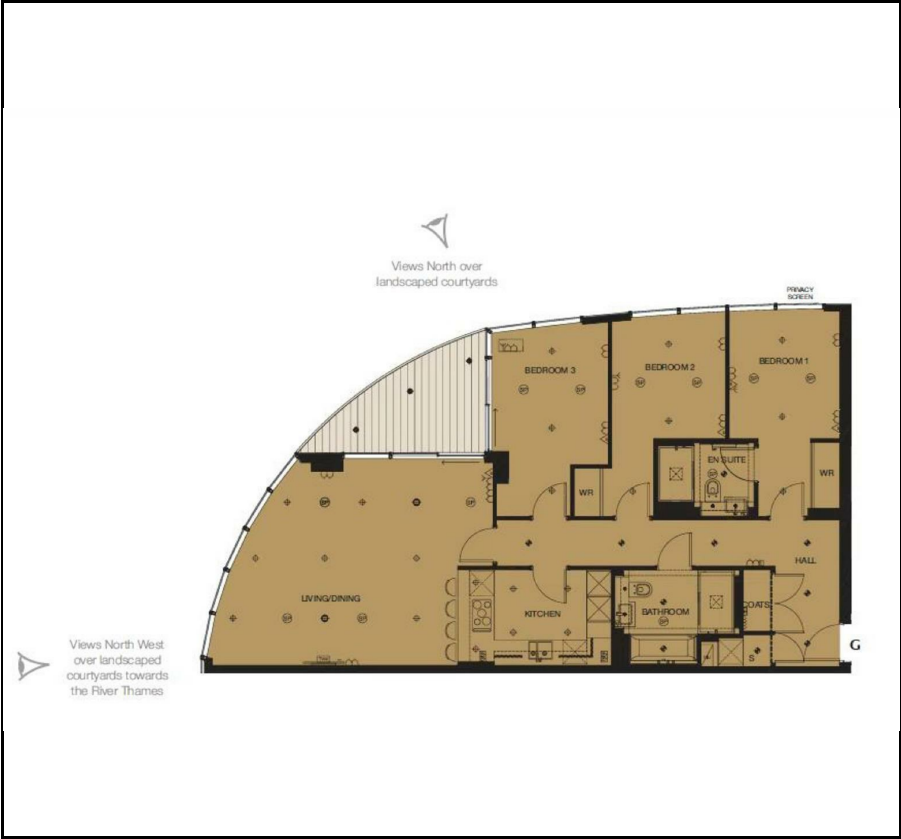 Views North over
landscaped courtyards
PRIVACY
SCREEN
BEDROOM 3
BEDROOM 2
BEDROOM 1
EN SUITE
WR
WR
HALL
LIVING/DINING
KITCHEN
BATHROOM
COATS
G
Views North West
over landscaped
courtyards towards
the River Thames